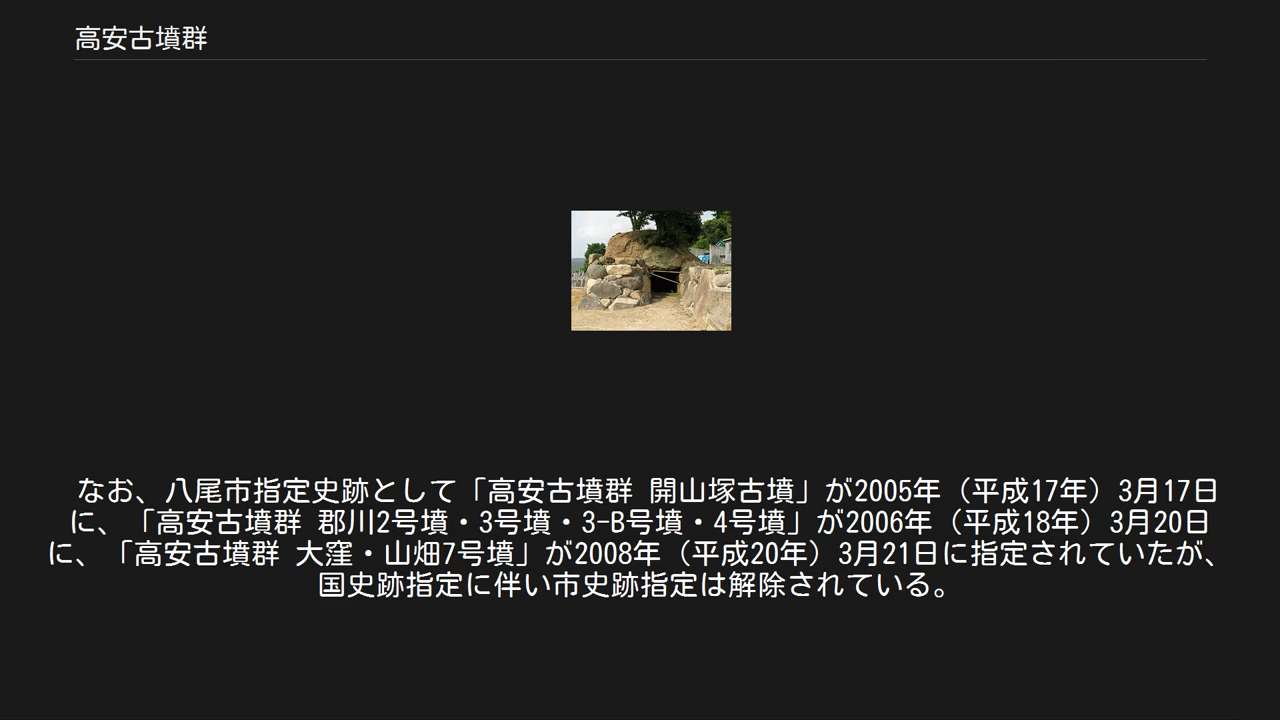 高安古墳群
なお、八尾市指定史跡として「高安古墳群 開山塚古墳」が2005年（平成17年）3月17日
に、「高安古墳群 郡川2号墳・3号墳・3-B号墳・4号墳」が2006年（平成18年）3月20日
に、「高安古墳群 大窪・山畑7号墳」が2008年（平成20年）3月21日に指定されていたが、
国史跡指定に伴い市史跡指定は解除されている。